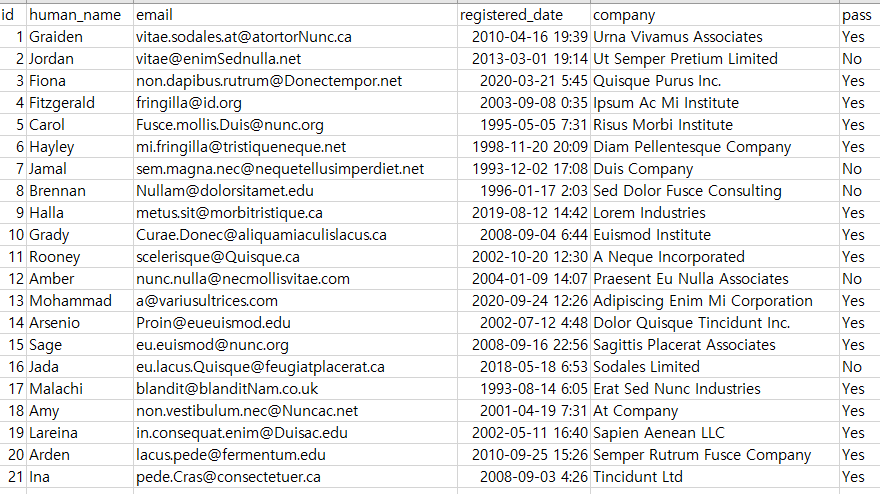 id human_name email registered_date company pass
1 Graiden vitae.sodales.at@atortorNunc.ca 2010-04-16 19:39 Urna Vivamus Associates Yes
2 Jordan vitae@enimSednulla.net 2013-03-01 19:14 Ut Semper Pretium Limited No
3 Fiona non.dapibus.rutrum@Donectempor.net 2020-03-21 5:45 Quisque Purus Inc. Yes
4 Fitzgerald fringilla@id.org 2003-09-08 0:35 Ipsum Ac Mi Institute Yes
5 Carol Fusce.mollis.Duis@nunc.org 1995-05-05 7:31 Risus Morbi Institute Yes
6 Hayley mi.fringilla@tristiqueneque.net 1998-11-20 20:09 Diam Pellentesque Company Yes
7 Jamal sem.magna.nec@nequetellusimperdiet.net 1993-12-02 17:08 Duis Company No
8 Brennan Nullam@dolorsitamet.edu 1996-01-17 2:03 Sed Dolor Fusce Consulting No
9 Halla metus.sit@morbitristique.ca 2019-08-12 14:42 Lorem Industries Yes
10 Grady Curae.Donec@aliquamiaculislacus.ca 2008-09-04 6:44 Euismod Institute Yes
11 Rooney scelerisque@Quisque.ca 2002-10-20 12:30 A Neque Incorporated Yes
12 Amber nunc.nulla@necmollisvitae.com 2004-01-09 14:07 Praesent Eu Nulla Associates No
13 Mohammad a@variusultrices.com 2020-09-24 12:26 Adipiscing Enim Mi Corporation Yes
14 Arsenio Proin@eueuismod.edu 2002-07-12 4:48 Dolor Quisque Tincidunt Inc. Yes
15 Sage eu.euismod@nunc.org 2008-09-16 22:56 Sagittis Placerat Associates Yes
16 Jada eu.lacus.Quisque@feugiatplacerat.ca 2018-05-18 6:53 Sodales Limited No
17 Malachi blandit@blanditNam.co.uk 1993-08-14 6:05 Erat Sed Nunc Industries Yes
18 Amy non.vestibulum.nec@Nuncac.net 2001-04-19 7:31 At Company Yes
19 Lareina in.consequat.enim@Duisac.edu 2002-05-11 16:40 Sapien Aenean LLC Yes
20 Arden lacus.pede@fermentum.edu 2010-09-25 15:26 Semper Rutrum Fusce Company Yes
21 Ina pede.Cras@consectetuer.ca 2008-09-03 4:26 Tincidunt Ltd Yes